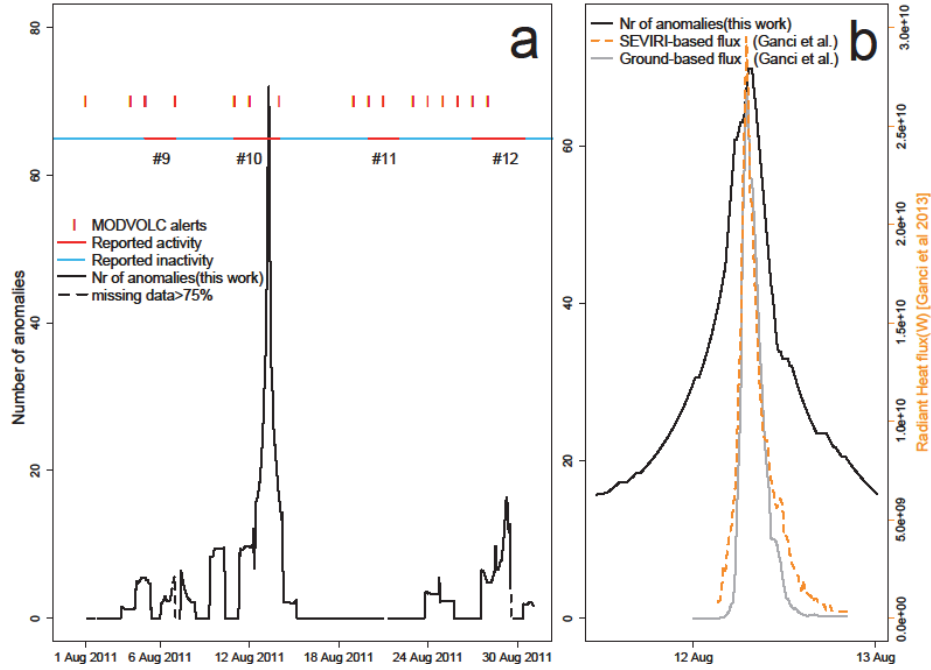 a
80
60
40
20
0
Number of anomalies
#9
#10
#11
#12
MODVOLC alerts
Reported activity
Reported inactivity
Nr of anomalies(this work)
missing data>75%
1 Aug 2011
6 Aug 2011
12 Aug 2011
18 Aug 2011
24 Aug 2011
30 Aug 2011
b
Nr of anomalies(this work)
SEVIRI-based flux (Ganci et al.)
Ground-based flux (Ganci et al.)
60
40
20
0
12 Aug
13 Aug
3.0e+10
2.5e+10
2.0e+10
1.5e+10
1.0e+10
5.0e+09
0.0e+00
Radiant Heat flux(W) [Ganci et al 2013]